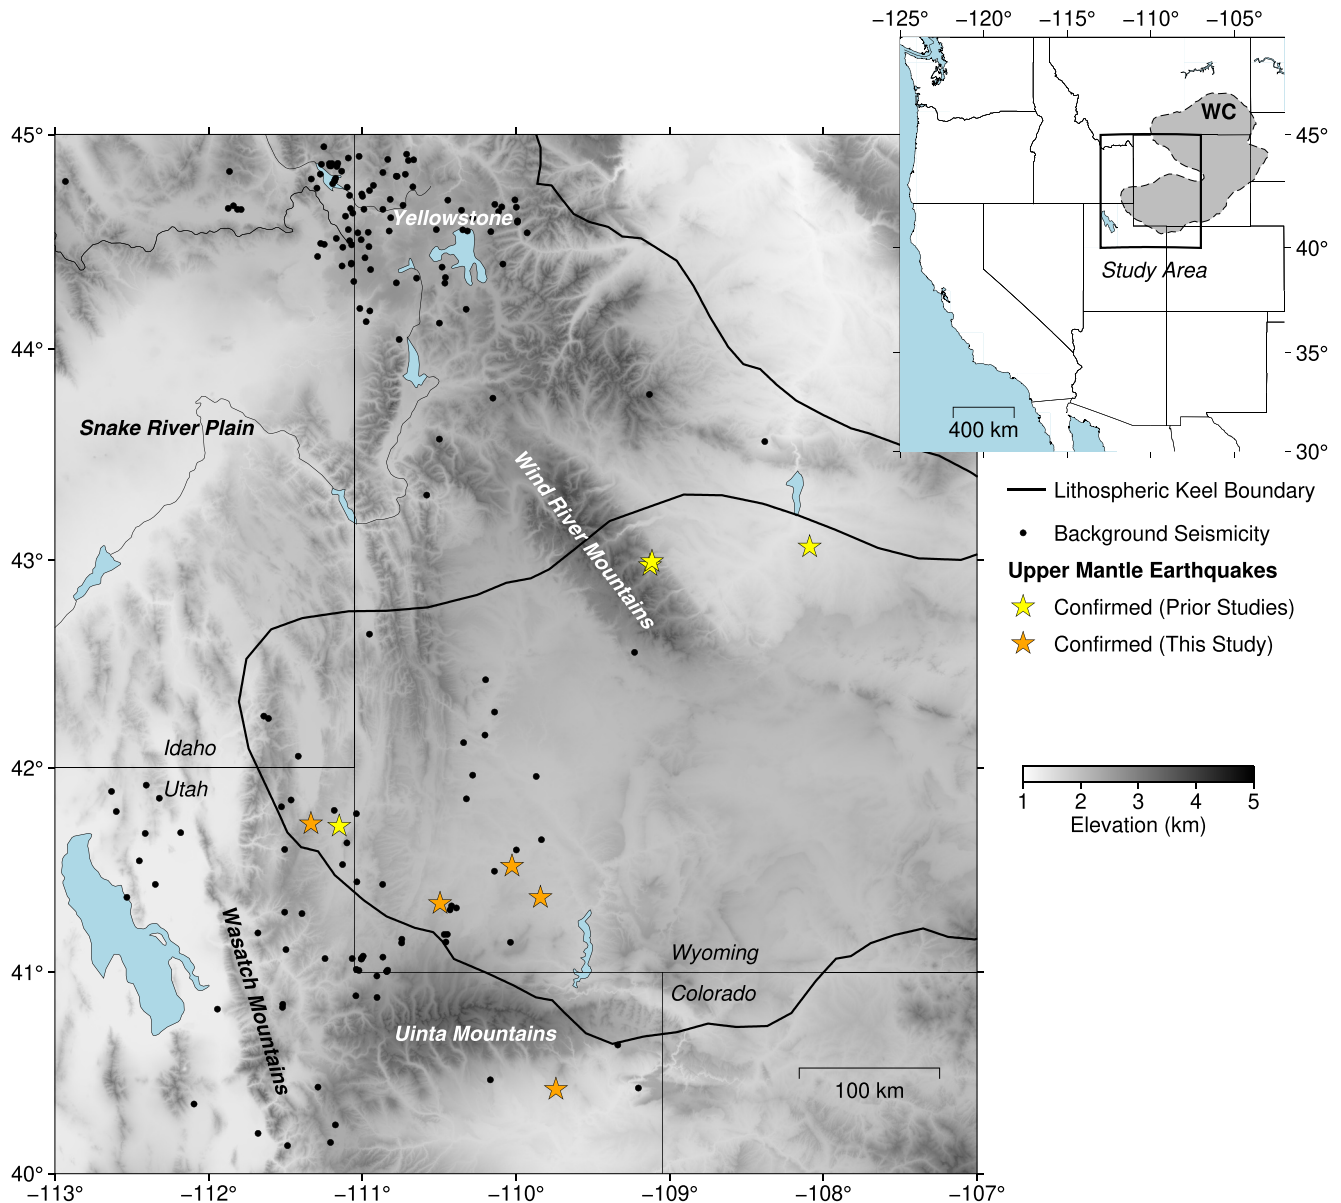 −125° −120° −115° −110° −105°
WC
45°
40°
Study Area
35°
400 km
30°
45°
Yellowstone
44°
Snake River Plain
Wind River Mountains
43°
Idaho
42°
Utah
Wasatch Mountains
Wyoming
41°
Colorado
Uinta Mountains
100 km
40°
−113° −112° −111° −110° −109° −108° −107°
Lithospheric Keel Boundary
Background Seismicity
Upper Mantle Earthquakes
Confirmed (Prior Studies)
Confirmed (This Study)
1 2 3 4 5
Elevation (km)